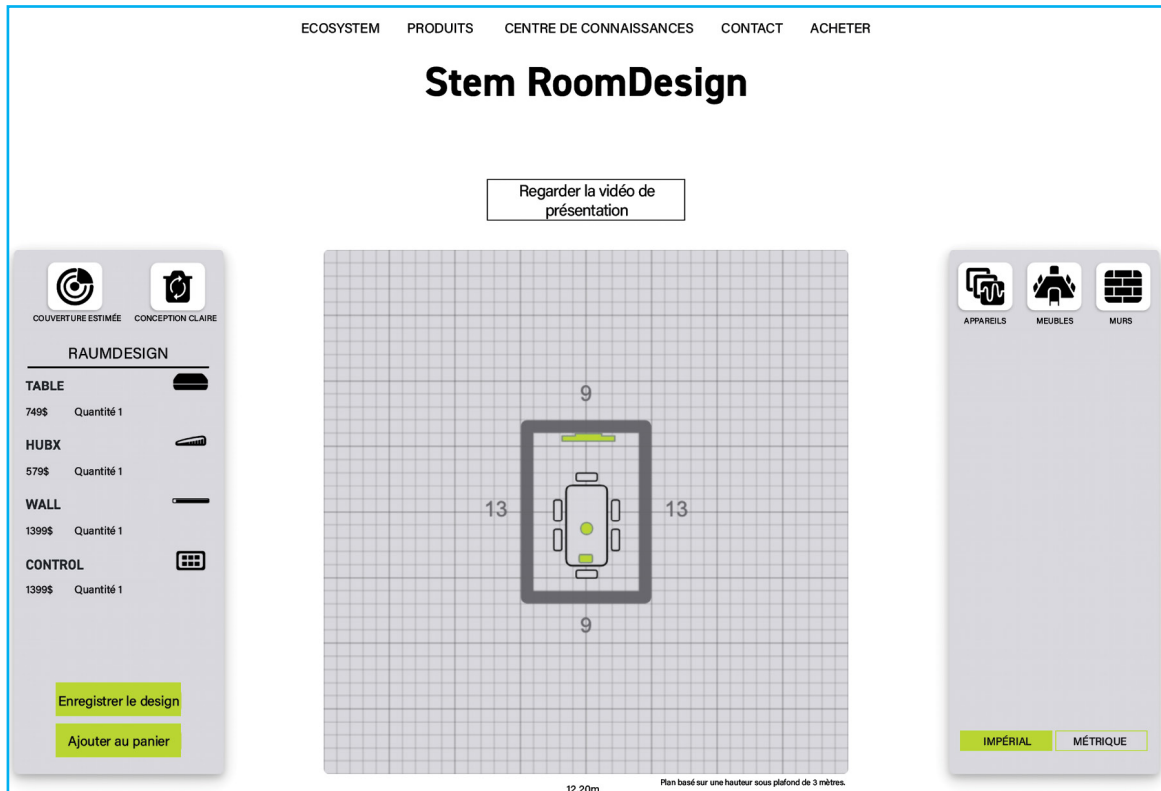 ECOSYSTEM PRODUITS CENTRE DE CONNAISSANCES CONTACT ACHETER
Stem RoomDesign
Regarder la vidéo de
présentation
COUVERTURE ESTIMÉE CONCEPTION CLAIRE
RAUMDESIGN
TABLE
749$ Quantité 1
HUBX
579$ Quantité 1
WALL
1399$ Quantité 1
CONTROL
1399$ Quantité 1
Enregistrer le design
Ajouter au panier
9
13 13
9
12.20m
Plan basé sur une hauteur sous plafond de 3 mètres.
APPAREILS MEUBLES MURS
IMPÉRIAL MÉTRIQUE